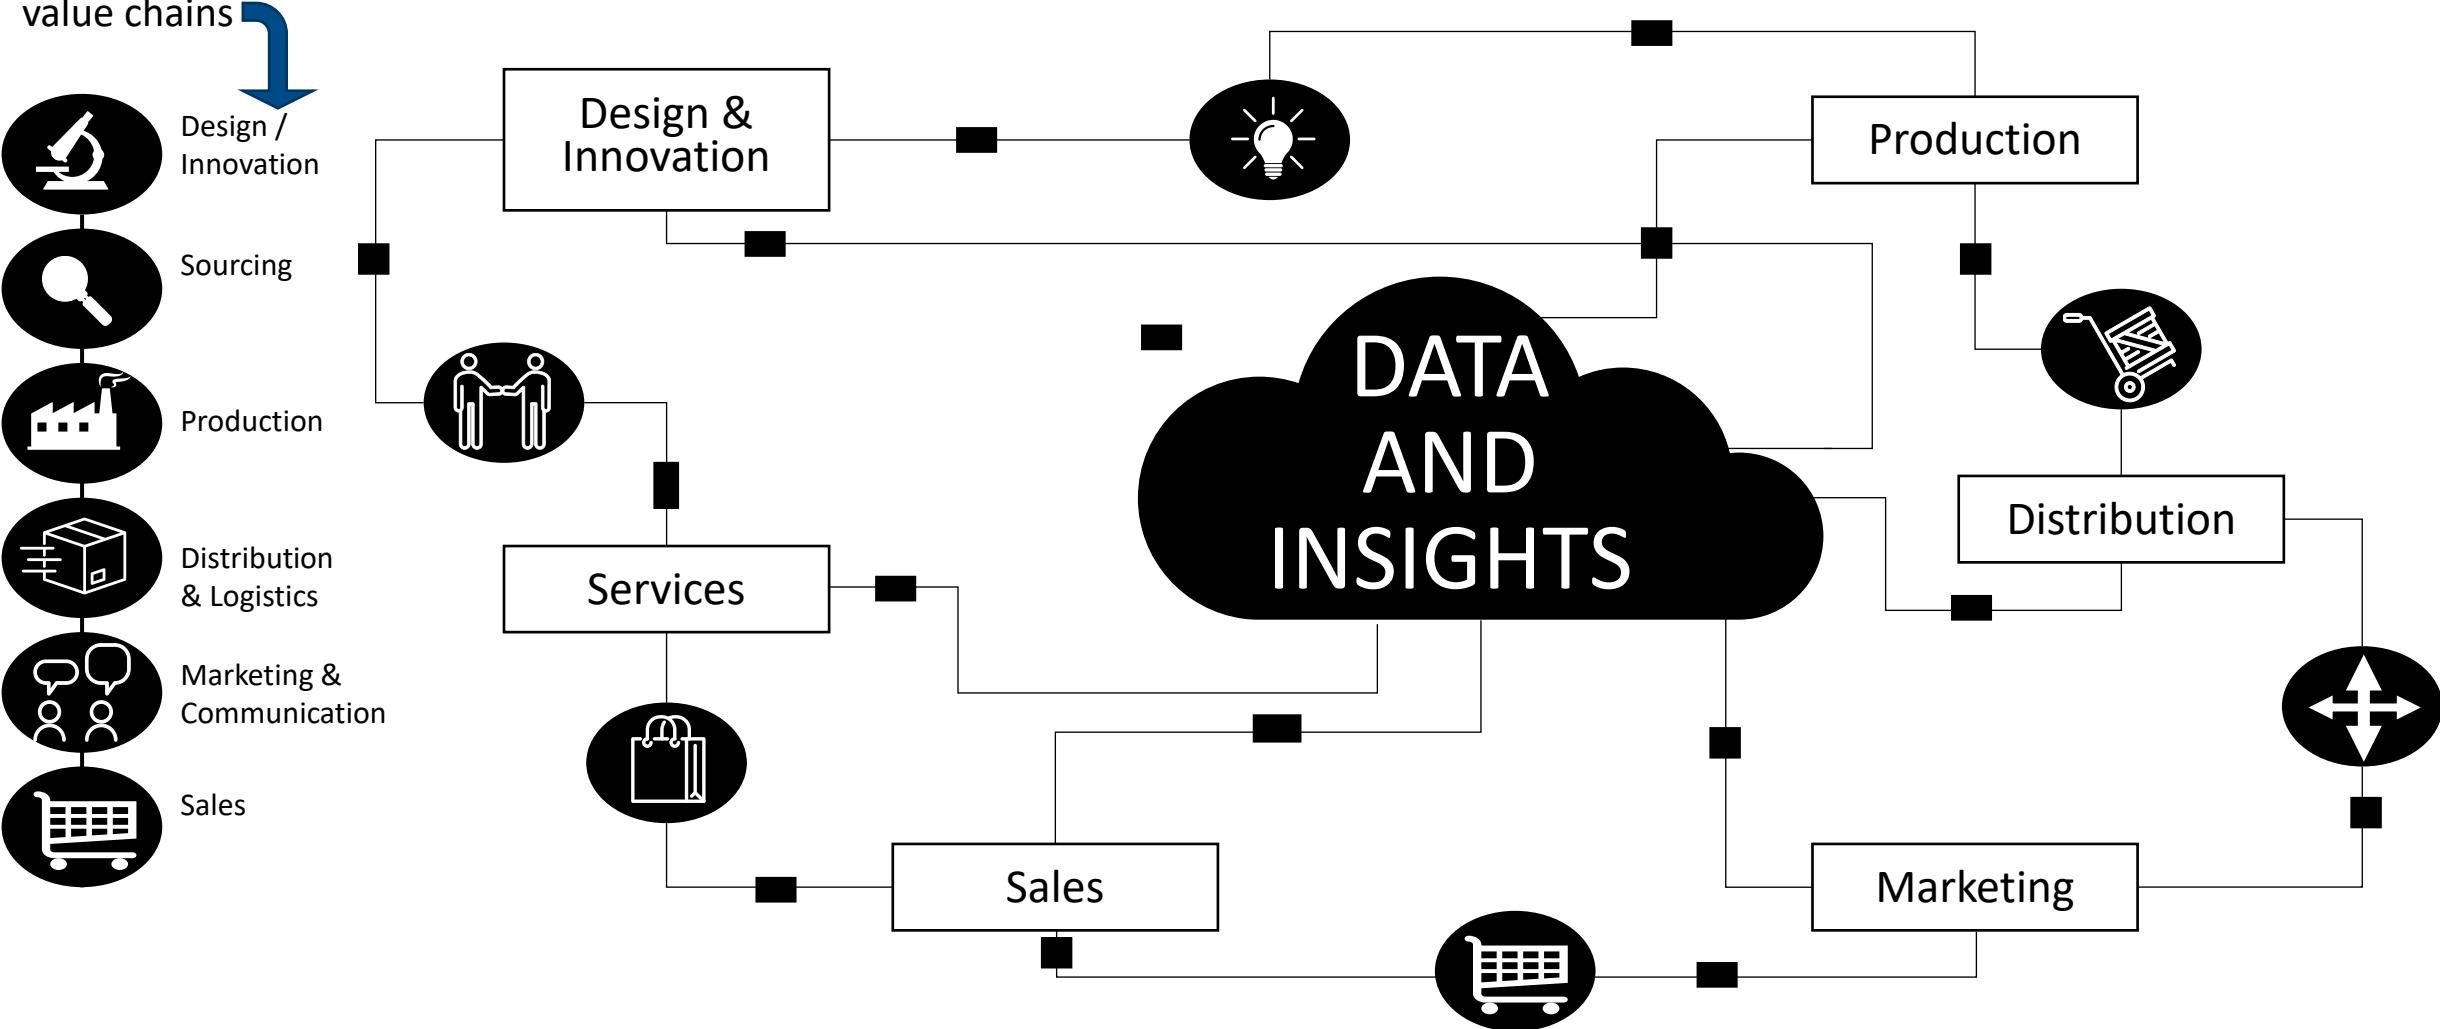 value chains
Design /
Innovation
Sourcing
Production
Distribution
& Logistics
Marketing &
Communication
Sales
Design &
Innovation
Production
DATA
AND
INSIGHTS
Distribution
Services
Sales
Marketing